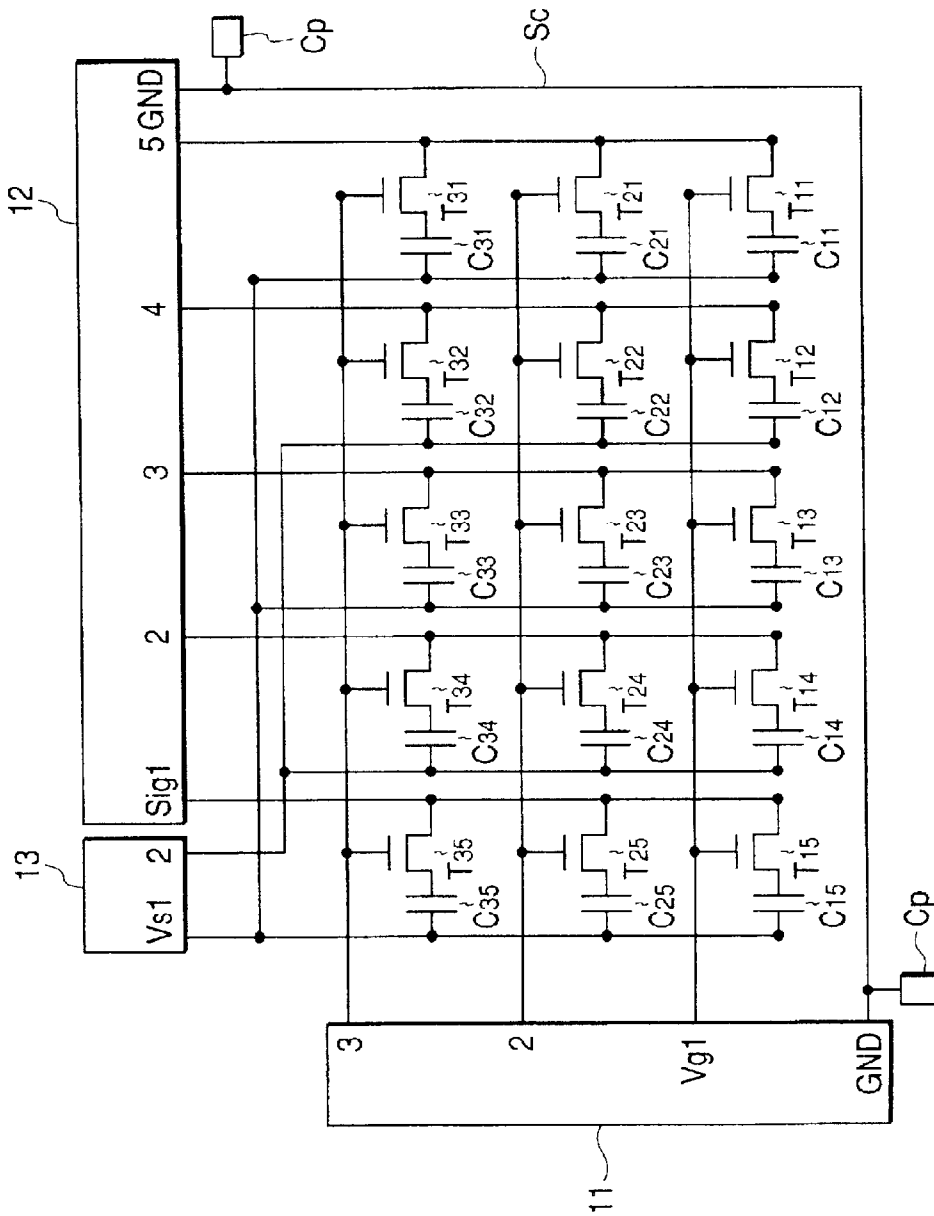 12
Cp
Sc
13
Vs1
2
Sig1
2
3
4
5
GND
3
2
Vg1
GND
11
Cp
T35
C35
T34
C34
T33
C33
T32
C32
T31
C31
T25
C25
T24
C24
T23
C23
T22
C22
T21
C21
T15
C15
T14
C14
T13
C13
T12
C12
T11
C11